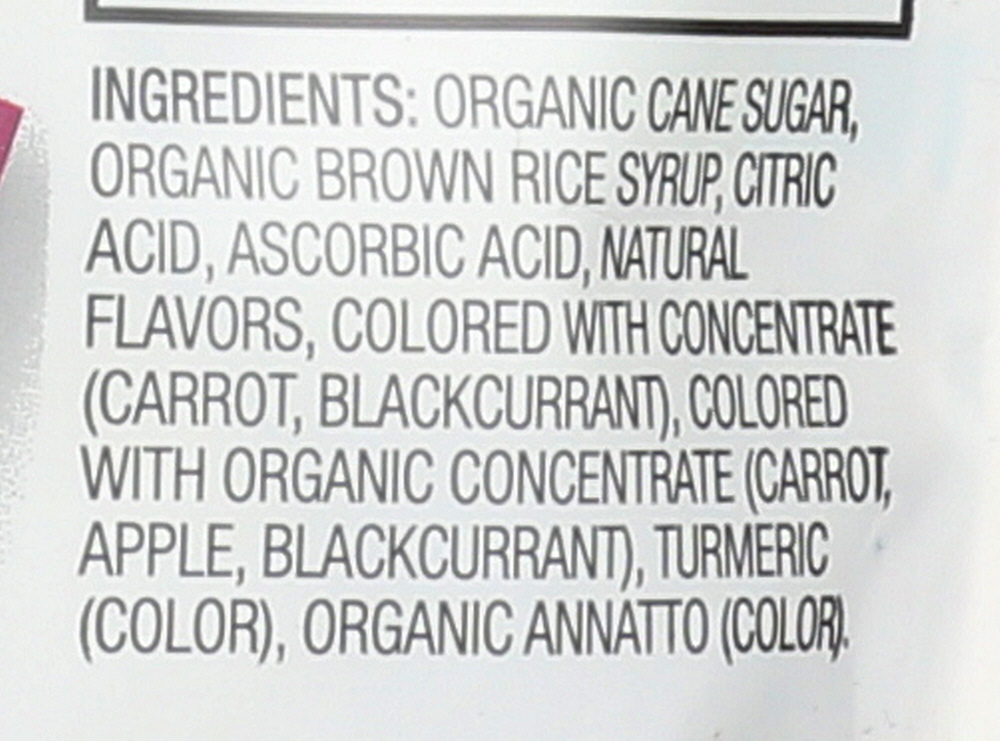 INGREDIENTS: ORGANIC CANE SUGAR,
ORGANIC BROWN RICE SYRUP, CITRIC
ACID, ASCORBIC ACID, NATURAL
FLAVORS, COLORED WITH CONCENTRATE
(CARROT, BLACKCURRANT), COLORED
WITH ORGANIC CONCENTRATE (CARROT,
APPLE, BLACKCURRANT), TURMERIC
(COLOR), ORGANIC ANNATTO (COLOR).